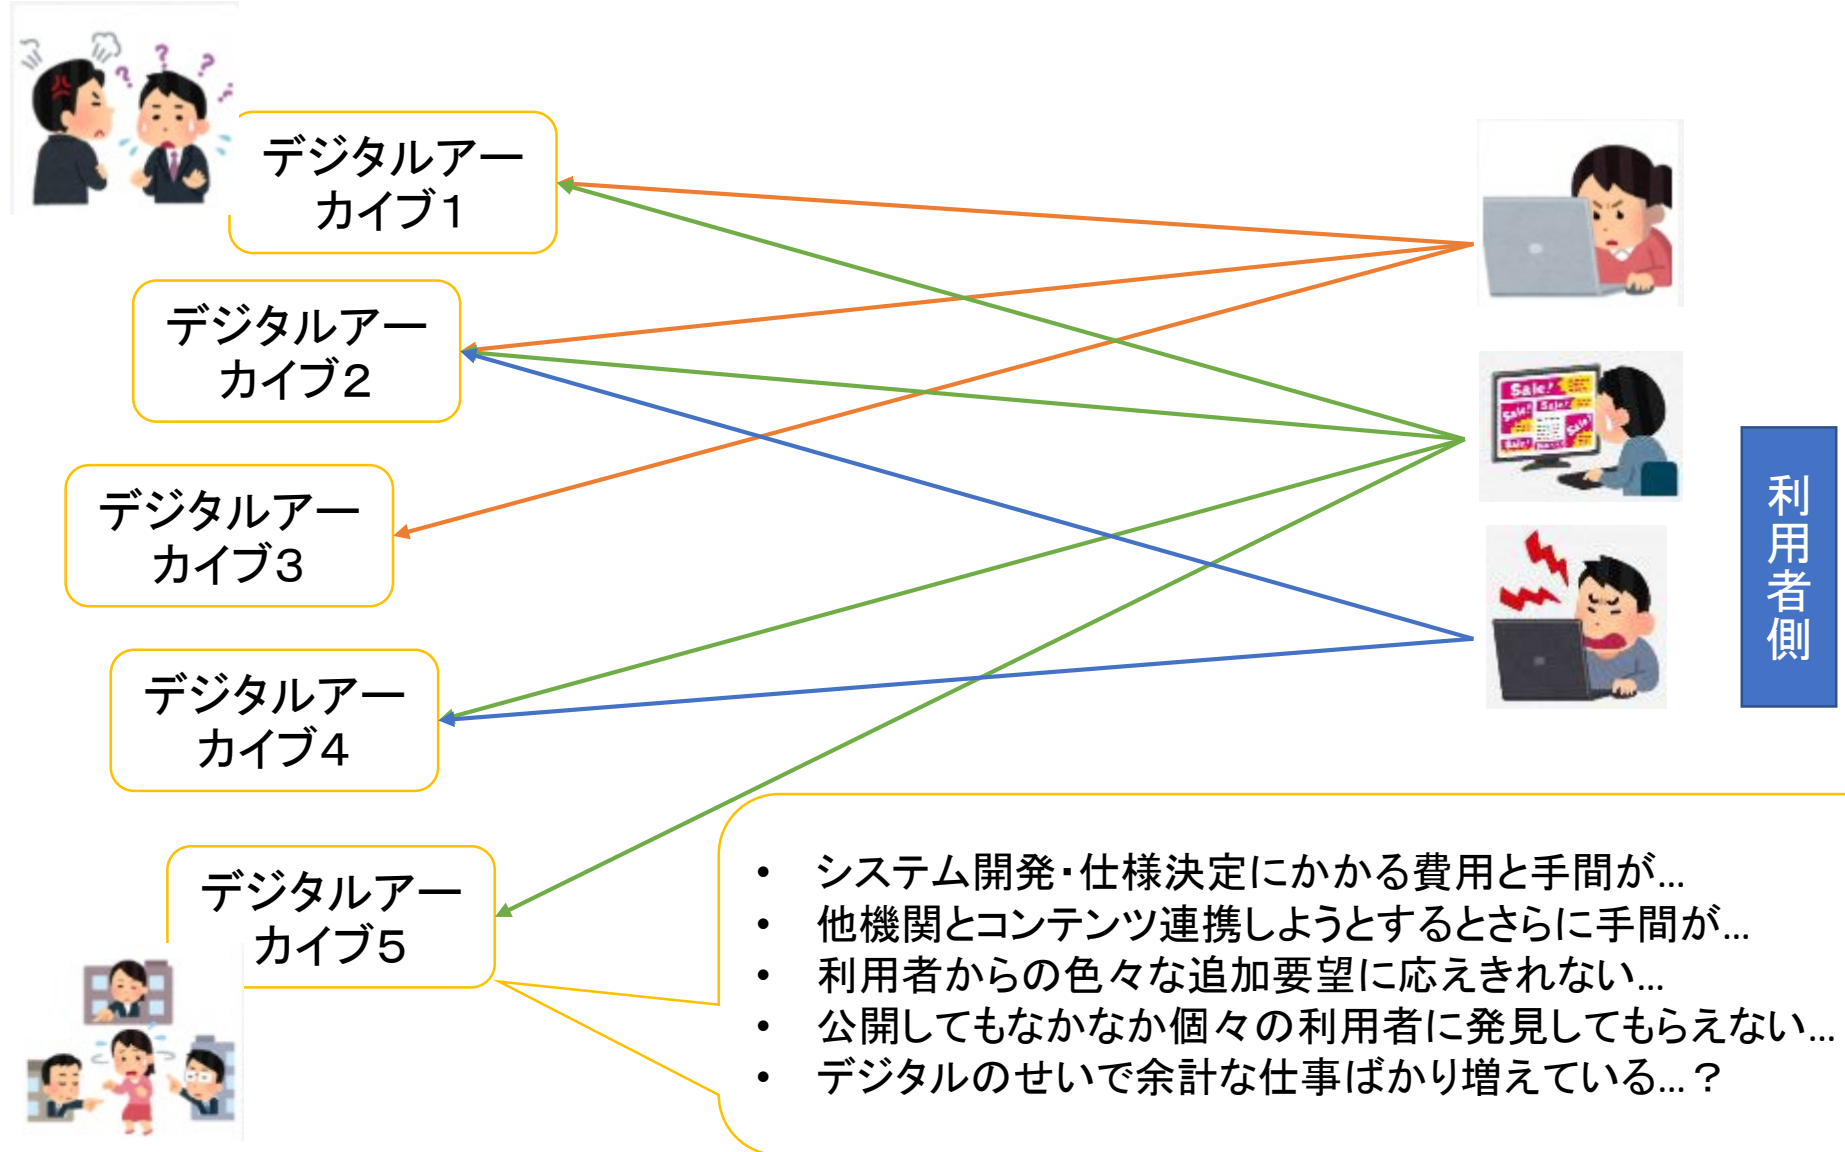 デジタルアー
カイブ１
デジタルアー
カイブ２
デジタルアー
カイブ３
デジタルアー
カイブ４
デジタルアー
カイブ５
Sale!
Sale!
Sale!
Sale!
Sale!
利用者側
• システム開発・仕様決定にかかる費用と手間が…
• 他機関とコンテンツ連携しようとするとさらに手間が…
• 利用者からの色々な追加要望に応えきれない…
• 公開してもなかなか個々の利用者に発見してもらえない…
• デジタルのせいで余計な仕事ばかり増えている…？